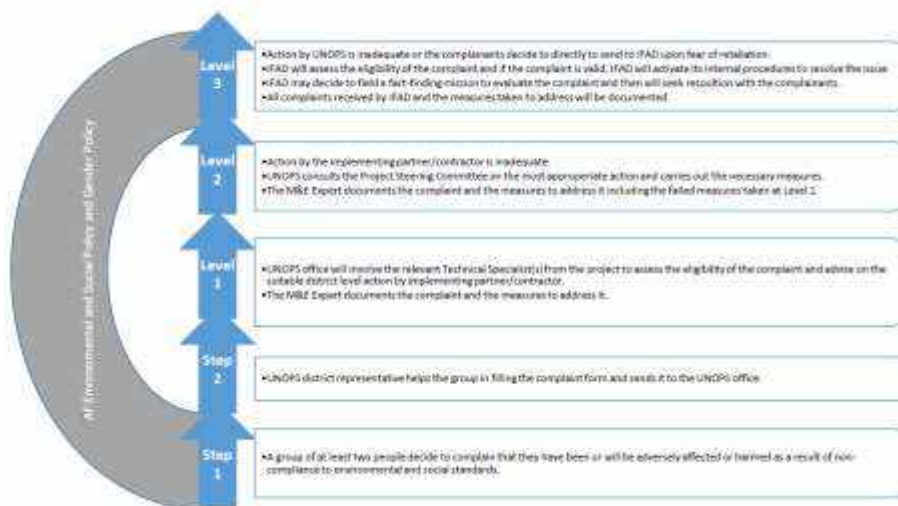 AF Environmental and Social Policy and Gender Policy
Level
3
•Action by UNOPS is inadequate or the complainants decide to directly to send to IFAD upon fear of retaliation
•IFAD will assess the eligibility of the complaint and if the complaint is valid, IFAD will activate its internal procedures to resolve the issue
•IFAD may decide to field a fact-finding mission to evaluate the complaint and then will seek resolution with the complainants.
•All complaints received by IFAD and the measures taken to address will be documented
Level
2
•Action by the implementing partner/contractor is inadequate
•UNOPS consults the Project Steering Committee on the most appropriate action and carries out the necessary measures.
•The M&E Expert documents the complaint and the measures to address it including the failed measures taken at Level 1
Level
1
•UNOPS office will involve the relevant Technical Specialist(s) from the project to assess the eligibility of the complaint and advise on the
suitable district level action by implementing partner/contractor.
•The M&E Expert documents the complaint and the measures to address it.
Step
2
•UNOPS district representative helps the group in filling the complaint form and sends it to the UNOPS office
Step
1
•A group of at least two people decide to complain that they have been or will be adversely affected or harmed as a result of non-
compliance to environmental and social standards.